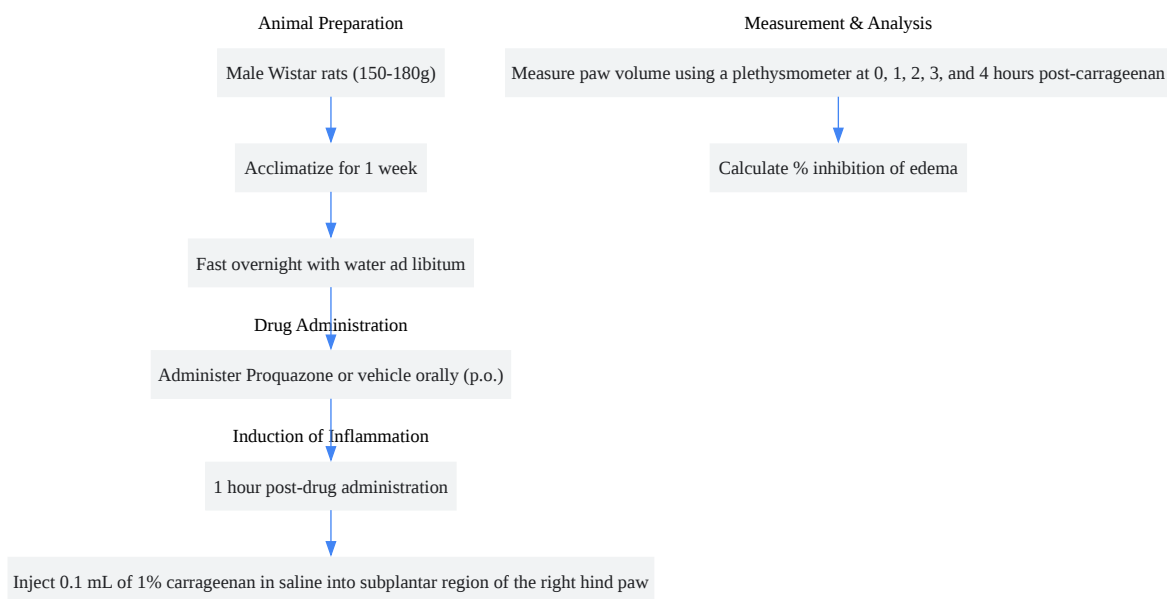 Animal Preparation
Male Wistar rats (150-180g)
Acclimatize for 1 week
Fast overnight with water ad libitum
Drug Administration
Administer Proquazone or vehicle orally (p.o.)
Induction of Inflammation
1 hour post-drug administration
Inject 0.1 mL of 1% carrageenan in saline into subplantar region of the right hind paw
Measurement & Analysis
Measure paw volume using a plethysmometer at 0, 1, 2, 3, and 4 hours post-carrageenan
Calculate % inhibition of edema